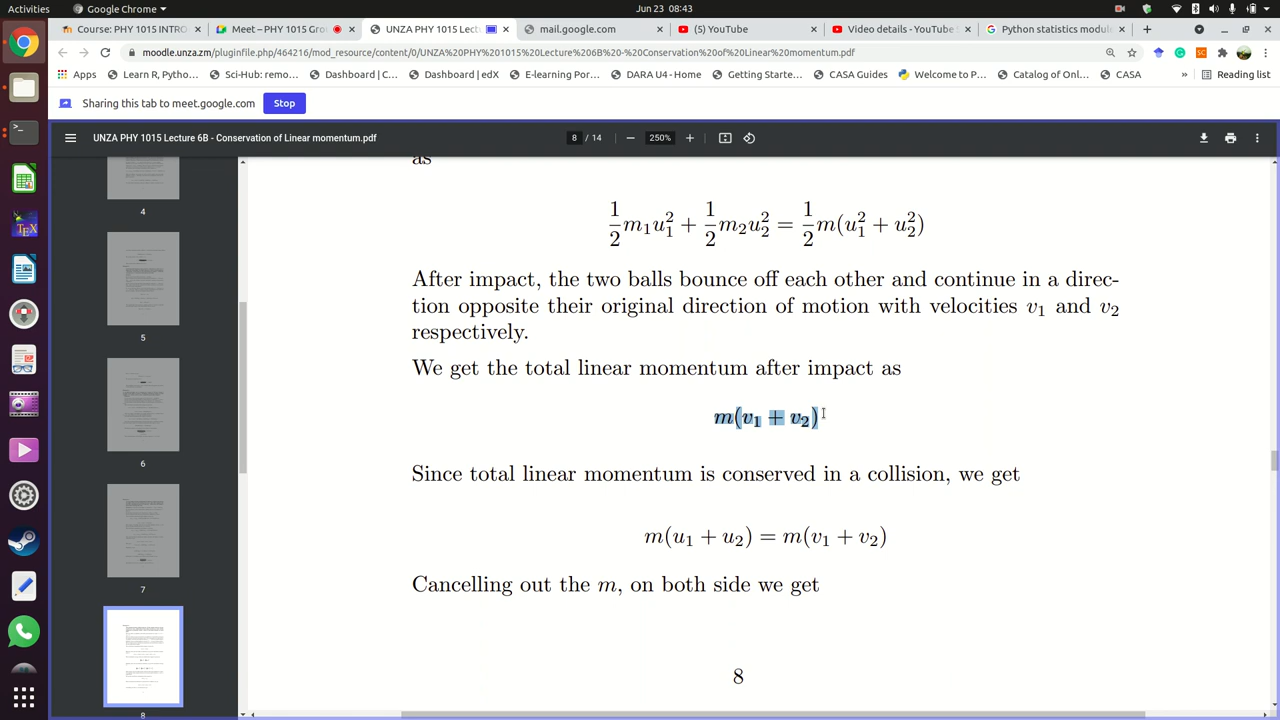 Activities
Google Chrome
Jun 23 08:43
Course: PHY 1015 INTRO
Meet – PHY 1015 Gr
UNZA PHY 1015 Lectu
mail.google.com
(5) YouTube
Video details - YouTube S
Python statistics modul
moodle.unza.zm/pluginfile.php/464216/mod_resource/content/0/UNZA%20PHY%201015%20Lecture%206B%20-%20Conservation%20of%20Linear%20momentum.pdf
Apps
Learn R, Python...
Sci-Hub: remo...
Dashboard | C...
Dashboard | edX
E-learning Por...
DARA U4 - Home
Getting Starte...
CASA Guides
Welcome to P...
Catalog of Onl...
CASA
»
Reading list
Sharing this tab to meet.google.com
Stop
UNZA PHY 1015 Lecture 6B - Conservation of Linear momentum.pdf
8 / 14
250%
4
5
6
7
8
as
½m₁u₁² + ½m₂u₂² = ½m(u₁² + u₂²)
After impact, the two balls bounce off each other and continue in a direc-
tion opposite their original direction of motion with velocities v₁ and v₂
respectively.
We get the total linear momentum after impact as
m(v₁ + v₂)
Since total linear momentum is conserved in a collision, we get
m(u₁ + u₂) = m(v₁ + v₂)
Cancelling out the m, on both side we get
8